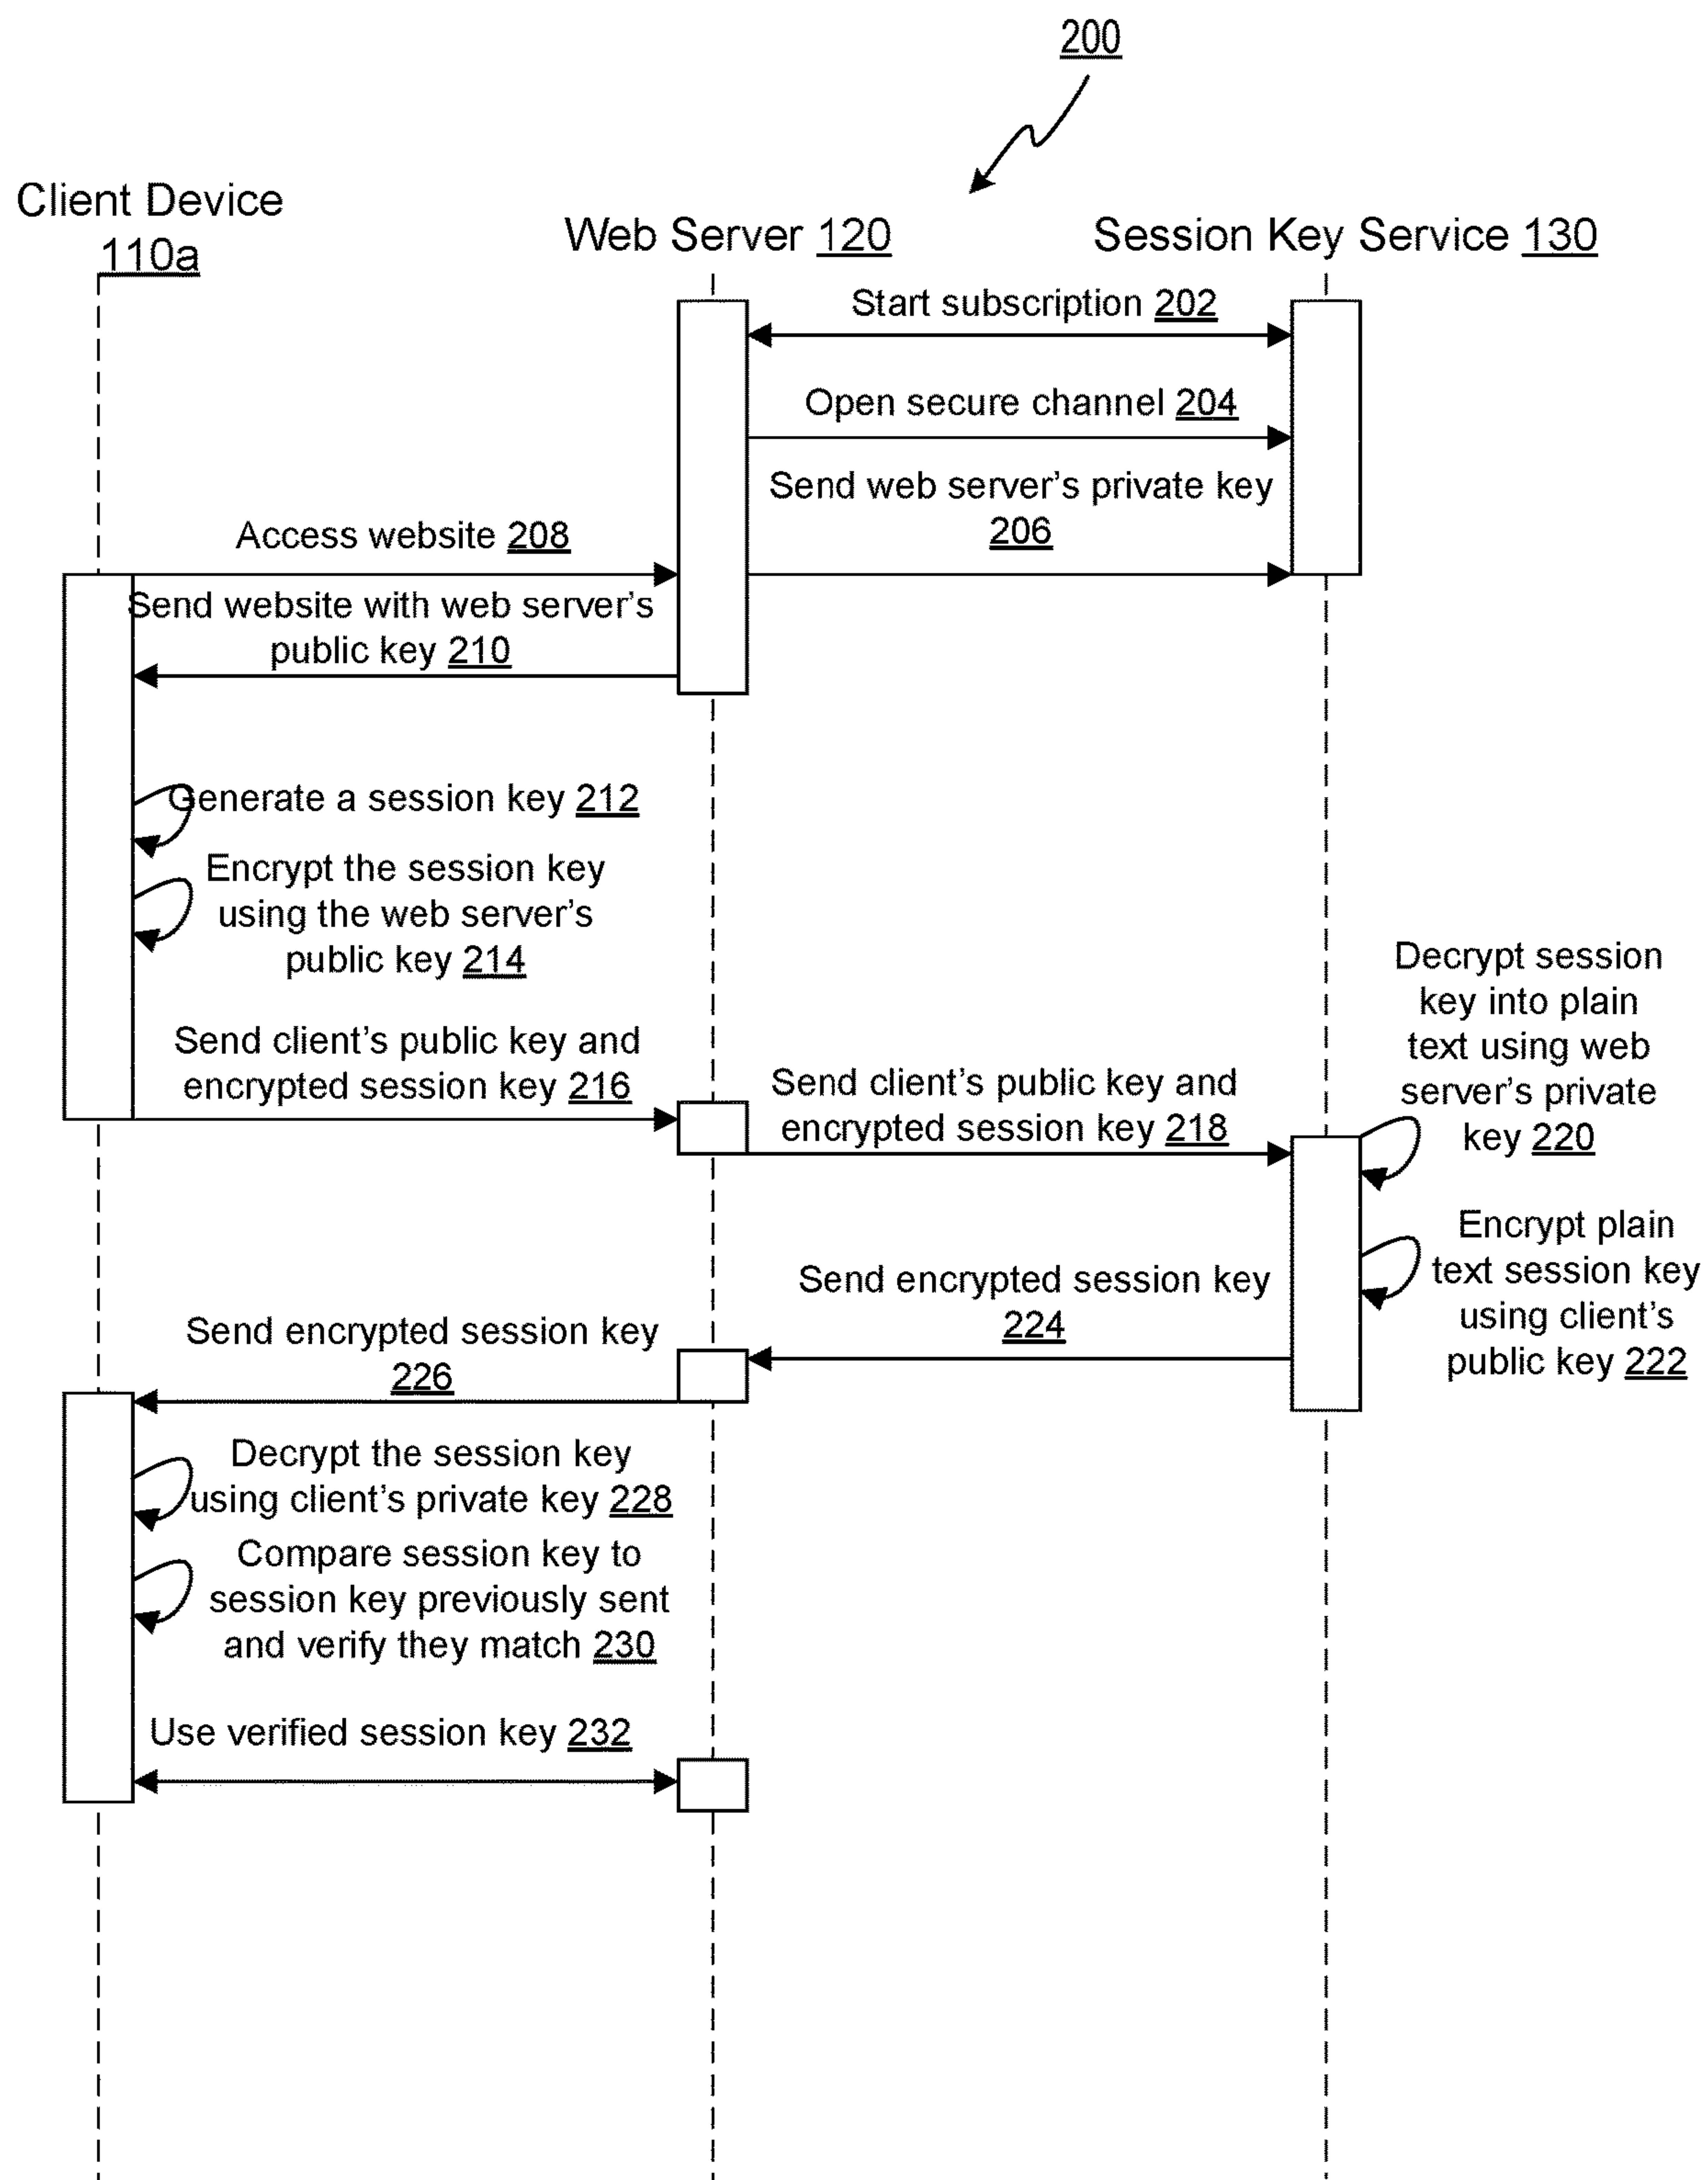 200
Client Device
110a
Web Server 120
Session Key Service 130
Start subscription 202
Open secure channel 204
Send web server's private key
206
Access website 208
Send website with web server's
public key 210
Generate a session key 212
Encrypt the session key
using the web server's
public key 214
Send client's public key and
encrypted session key 216
Send client's public key and
encrypted session key 218
Decrypt session
key into plain
text using web
server's private
key 220
Encrypt plain
text session key
using client's
public key 222
Send encrypted session key
224
Send encrypted session key
226
Decrypt the session key
using client's private key 228
Compare session key to
session key previously sent
and verify they match 230
Use verified session key 232